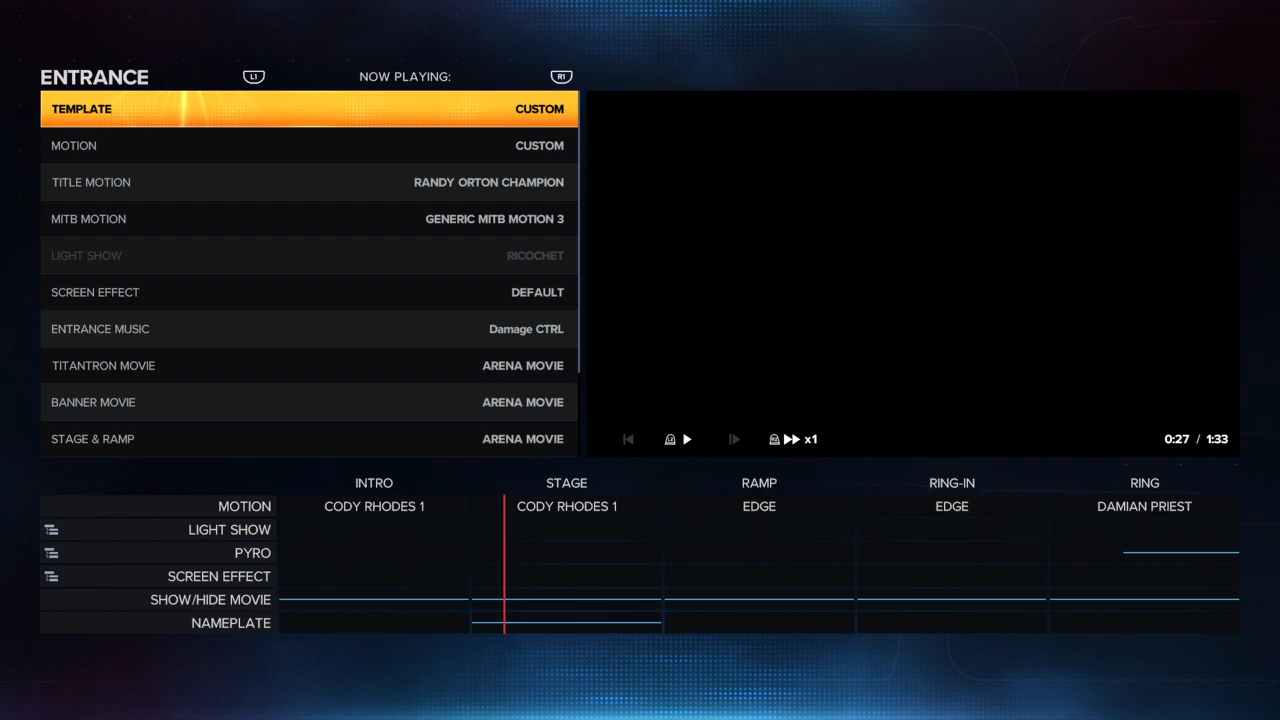 ENTRANCE L1 NOW PLAYING: R1
TEMPLATE CUSTOM
MOTION CUSTOM
TITLE MOTION RANDY ORTON CHAMPION
MITB MOTION GENERIC MITB MOTION 3
LIGHT SHOW RICOCHET
SCREEN EFFECT DEFAULT
ENTRANCE MUSIC Damage CTRL
TITANTRON MOVIE ARENA MOVIE
BANNER MOVIE ARENA MOVIE
STAGE & RAMP ARENA MOVIE
L2 R2 x1 0:27 / 1:33
INTRO STAGE RAMP RING-IN RING
MOTION CODY RHODES 1 CODY RHODES 1 EDGE EDGE DAMIAN PRIEST
LIGHT SHOW
PYRO
SCREEN EFFECT
SHOW/HIDE MOVIE
NAMEPLATE